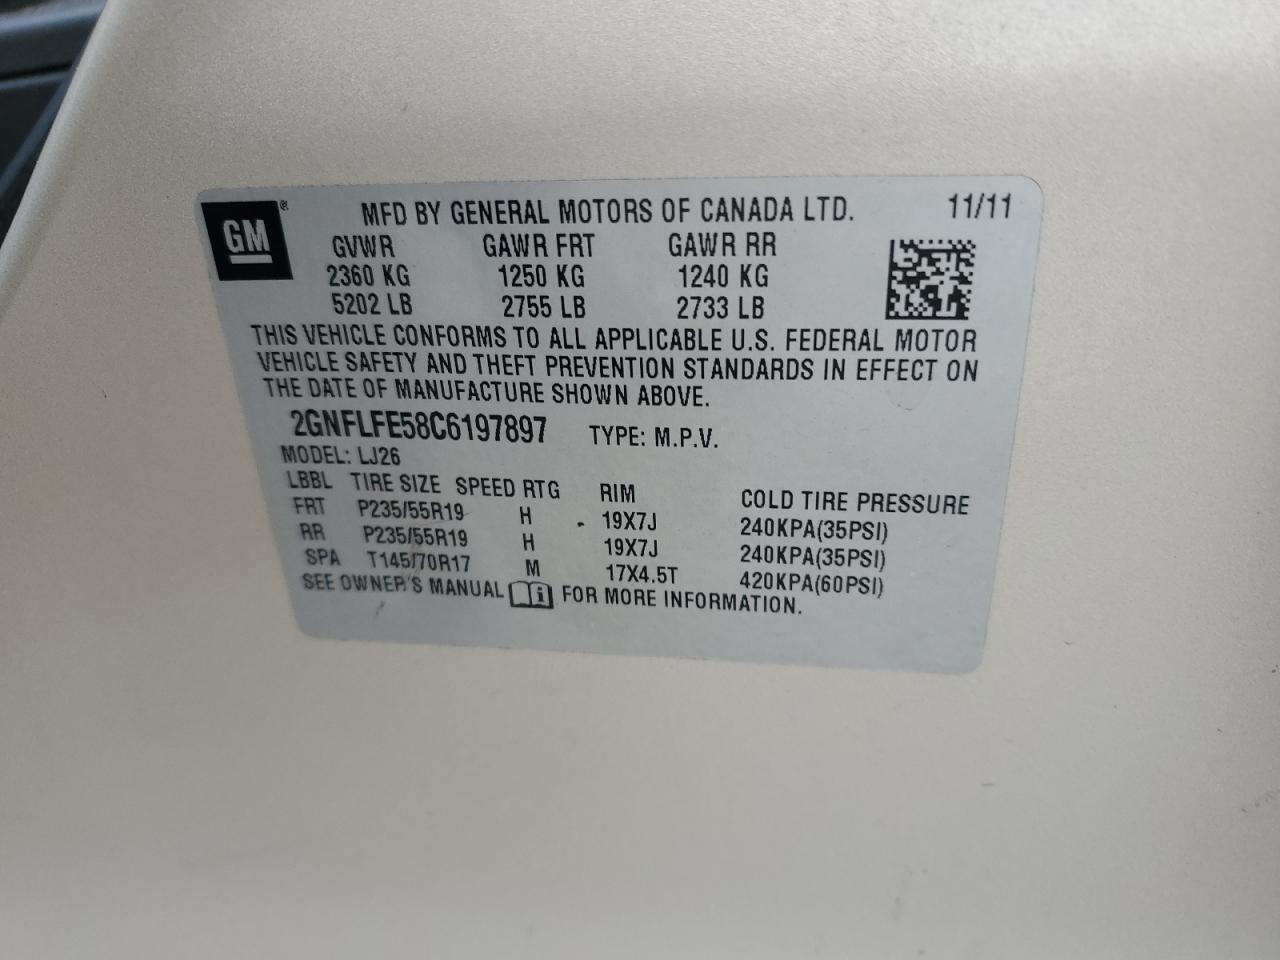 GM ® MFD BY GENERAL MOTORS OF CANADA LTD. 11/11
GVWR GAWR FRT GAWR RR
2360 KG 1250 KG 1240 KG
5202 LB 2755 LB 2733 LB
THIS VEHICLE CONFORMS TO ALL APPLICABLE U.S. FEDERAL MOTOR
VEHICLE SAFETY AND THEFT PREVENTION STANDARDS IN EFFECT ON
THE DATE OF MANUFACTURE SHOWN ABOVE.
2GNFLFE58C6197897 TYPE: M.P.V.
MODEL: LJ26
LBBL TIRE SIZE SPEED RTG RIM COLD TIRE PRESSURE
FRT P235/55R19 H 19X7J 240KPA(35PSI)
RR P235/55R19 H 19X7J 240KPA(35PSI)
SPA T145/70R17 M 17X4.5T 420KPA(60PSI)
SEE OWNER'S MANUAL i FOR MORE INFORMATION.